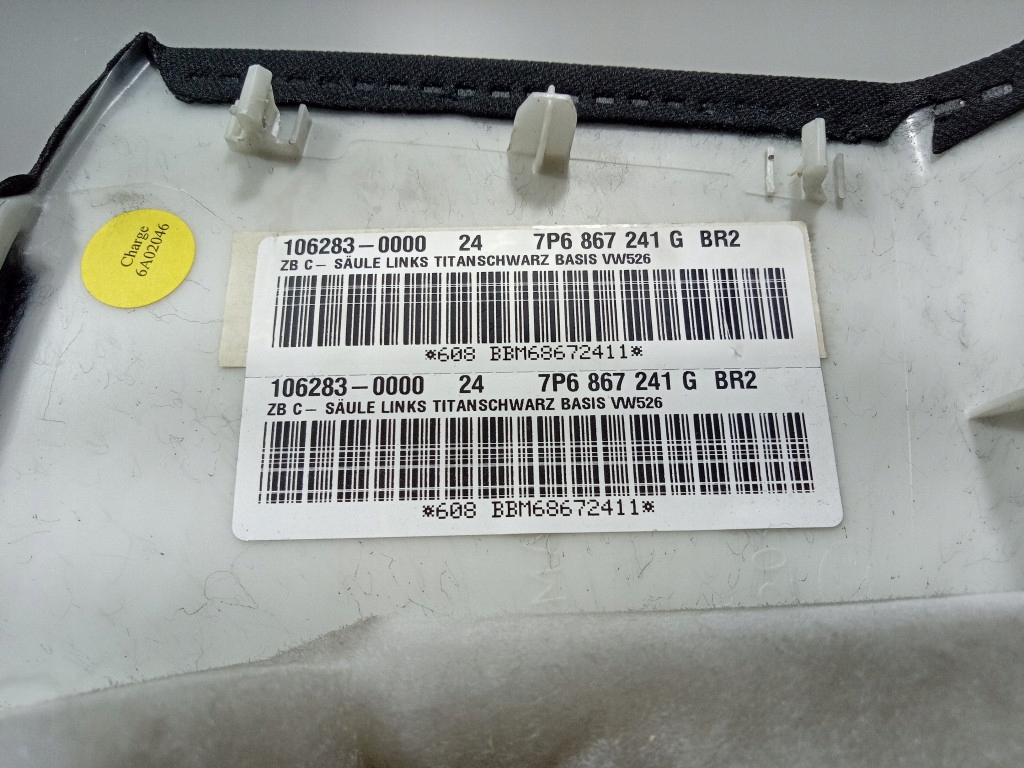 Charge
6A02046
106283-0000 24 7P6 867 241 G BR2
ZB C- SÄULE LINKS TITANSCHWARZ BASIS VW526
*608 BBM68672411*
106283-0000 24 7P6 867 241 G BR2
ZB C- SÄULE LINKS TITANSCHWARZ BASIS VW526
*608 BBM68672411*